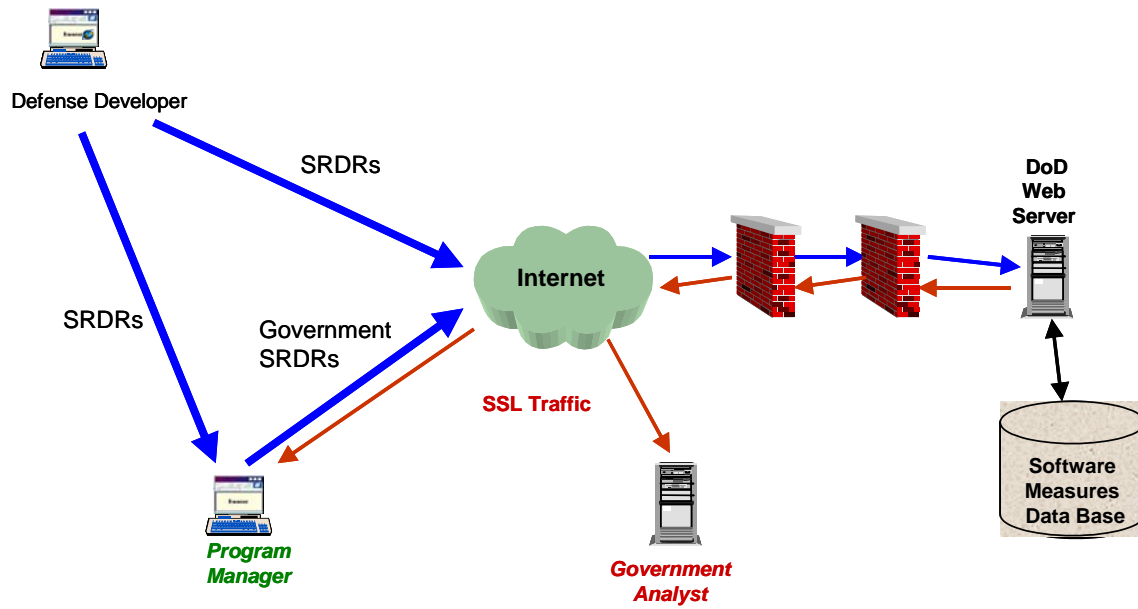 Defense Developer
SRDRs
SRDRs
Government
SRDRs
Internet
SSL Traffic
DoD
Web
Server
Software
Measures
Data Base
Program
Manager
Government
Analyst